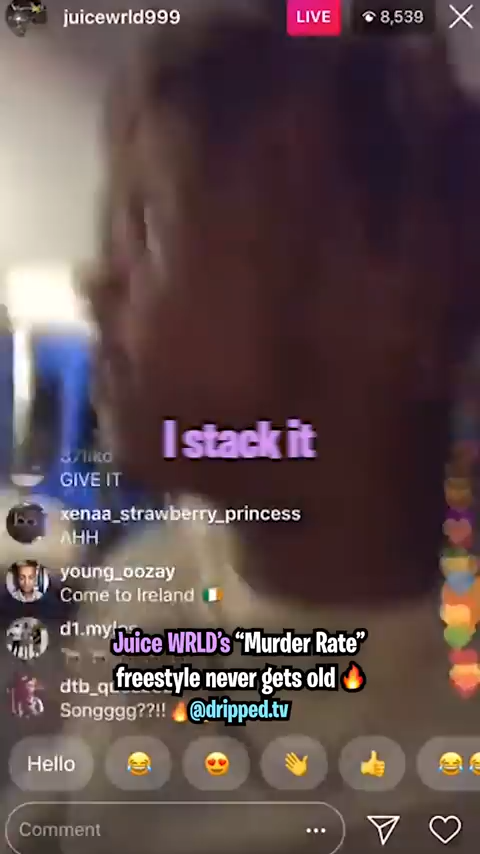 juicewrld999
LIVE
8,539
I stack it
GIVE IT
xenaa_strawberry_princess
AHH
young_oozay
Come to Ireland 🇮🇪
Juice WRLD's “Murder Rate”
freestyle never gets old🔥
Songggg??!! 🔥
@dripped.tv
Hello
Comment